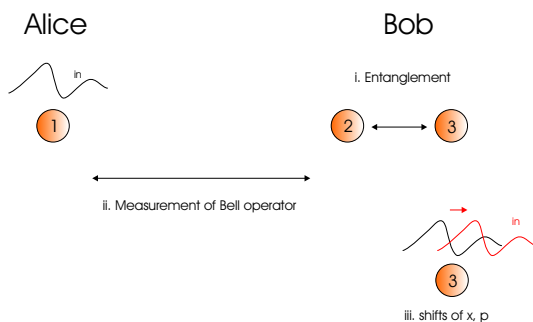 Alice
Bob
in
i. Entanglement
1
2
3
ii. Measurement of Bell operator
in
3
iii. shifts of x, p